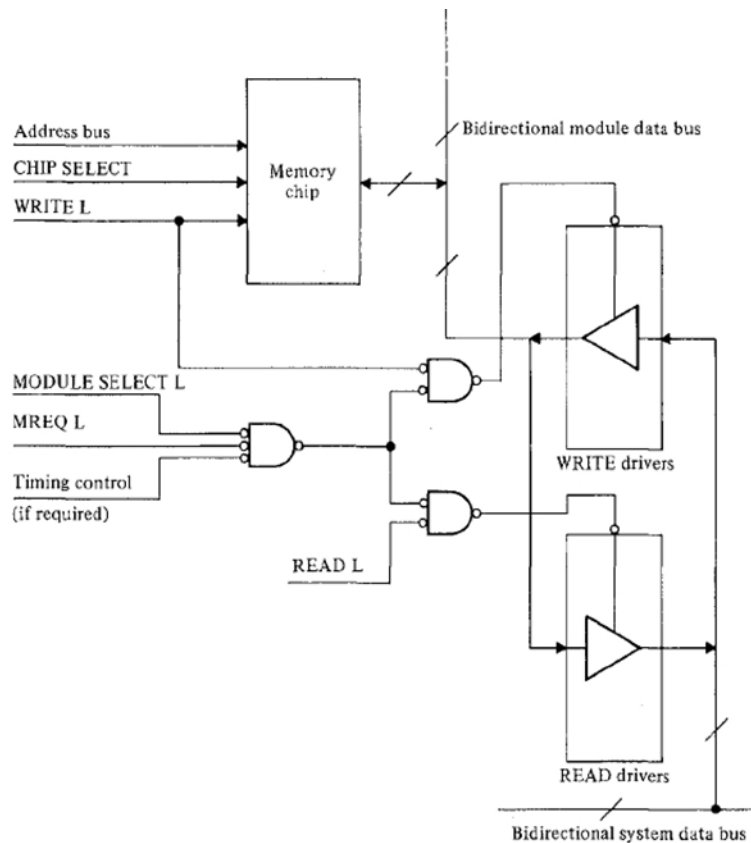 Bidirectional module data bus
Address bus
CHIP SELECT
WRITE L
Memory
chip
MODULE SELECT L
MREQ L
Timing control
(if required)
READ L
WRITE drivers
READ drivers
Bidirectional system data bus